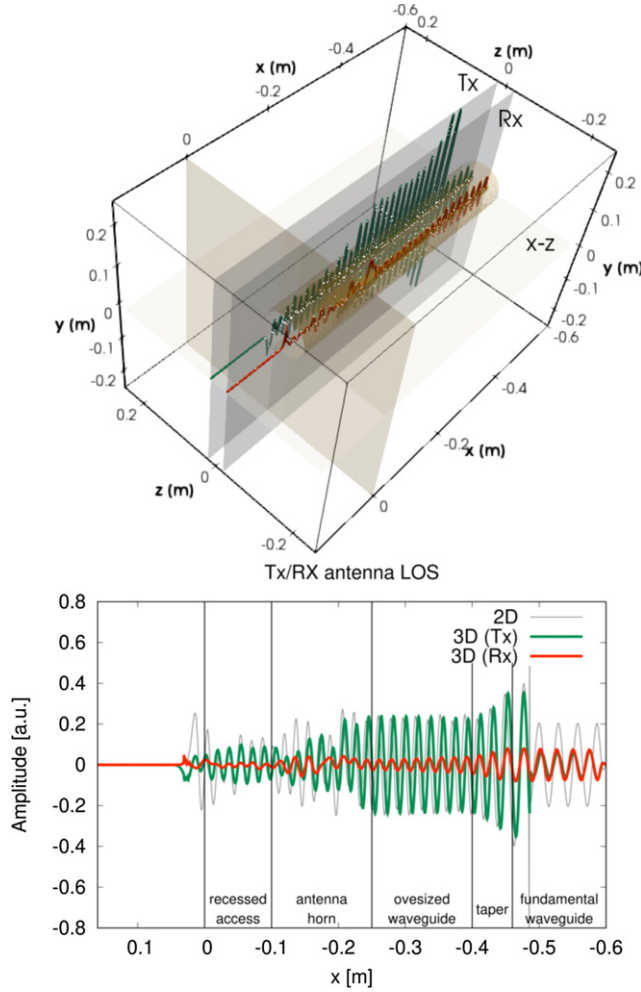 -0.6
0.2
z (m)
-0.4
0
x (m)
Tx
-0.2
Rx
-0.2
0
0.2
0.2
0.1
0.1
x-z
0
0
y (m)
y (m)
-0.1
-0.1
-0.2
-0.2
-0.6
0.2
-0.4
-0.2
x (m)
0
z (m)
0
-0.2
Tx/RX antenna LOS
0.8
2D
0.6
3D (Tx)
3D (Rx)
0.4
0.2
0
-0.2
-0.4
-0.6
-0.8
Amplitude [a.u.]
recessed
access
antenna
horn
ovesized
waveguide
taper
fundamental
waveguide
0.1
0
-0.1
-0.2
-0.3
-0.4
-0.5
-0.6
x [m]